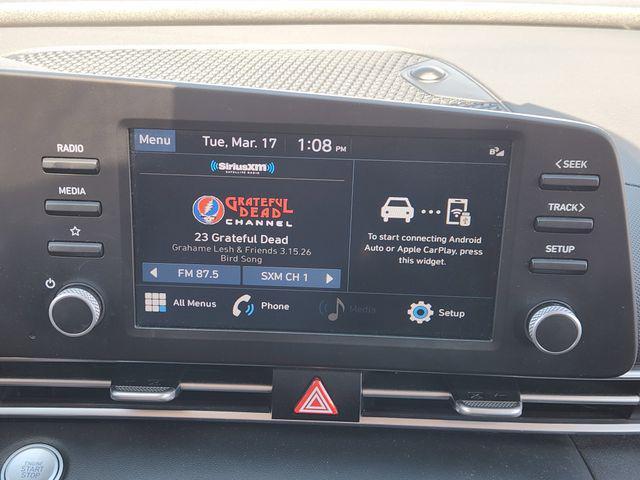 RADIO
MEDIA
Menu
Tue, Mar. 17
1:08 PM
SiriusXM
SATELLITE RADIO
GRATEFUL
DEAD
CHANNEL
23 Grateful Dead
Grahame Lesh & Friends 3.15.26
Bird Song
FM 87.5
SXM CH 1
To start connecting Android
Auto or Apple CarPlay, press
this widget.
All Menus
Phone
Media
Setup
< SEEK
TRACK >
SETUP
ENGINE
START
STOP